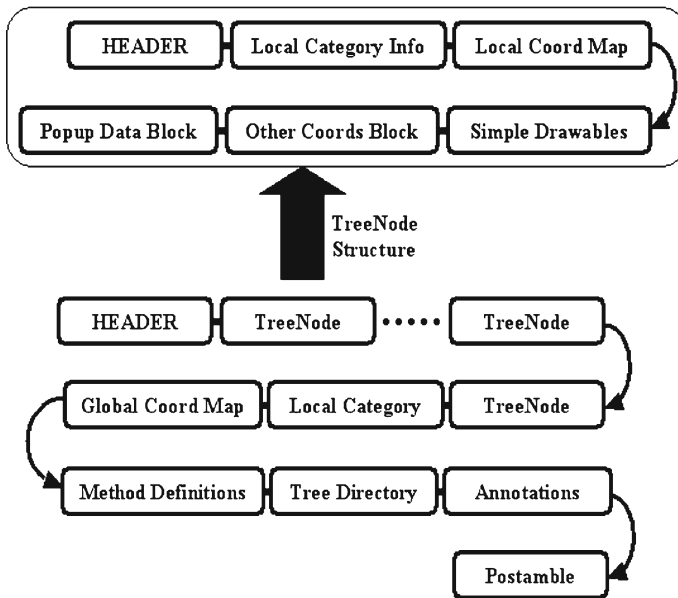 HEADER
Local Category Info
Local Coord Map
Popup Data Block
Other Coords Block
Simple Drawables
TreeNode
Structure
HEADER
TreeNode
TreeNode
Global Coord Map
Local Category
TreeNode
Method Definitions
Tree Directory
Annotations
Postamble